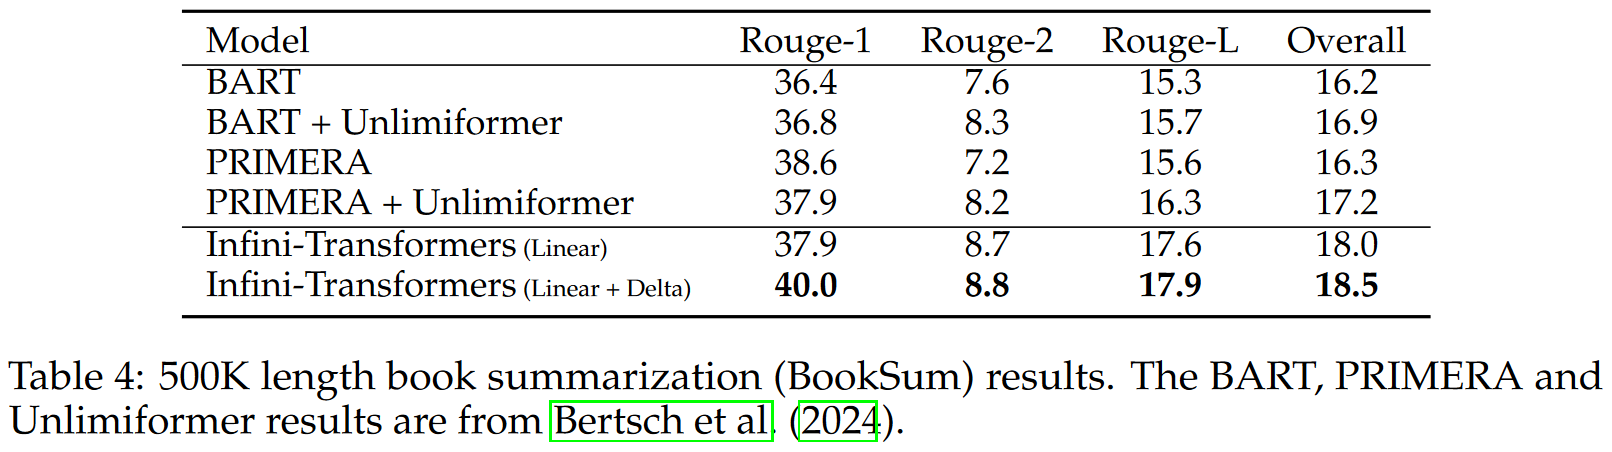 Model Rouge-1 Rouge-2 Rouge-L Overall
BART 36.4 7.6 15.3 16.2
BART + Unlimiformer 36.8 8.3 15.7 16.9
PRIMERA 38.6 7.2 15.6 16.3
PRIMERA + Unlimiformer 37.9 8.2 16.3 17.2
Infini-Transformers (Linear) 37.9 8.7 17.6 18.0
Infini-Transformers (Linear + Delta) 40.0 8.8 17.9 18.5
Table 4: 500K length book summarization (BookSum) results. The BART, PRIMERA and
Unlimiformer results are from Bertsch et al. (2024).